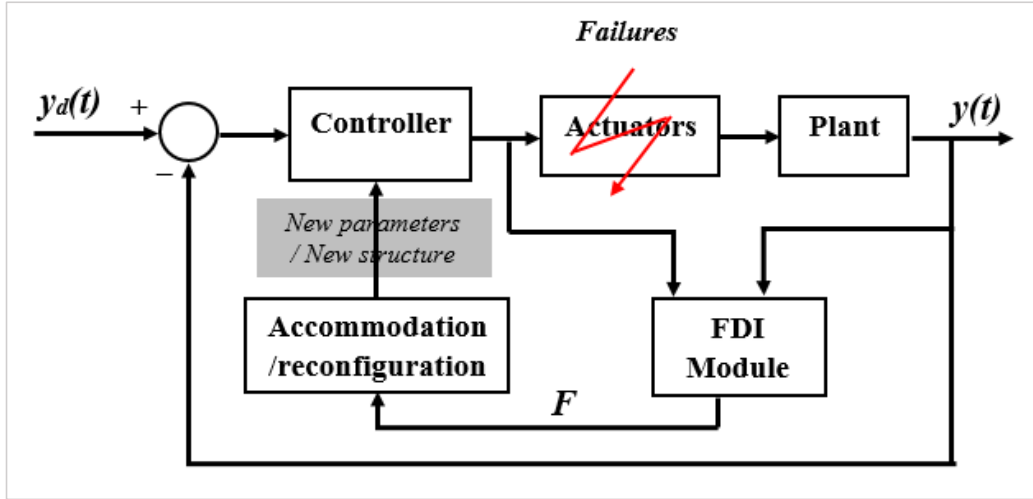 Failures
yd(t)
+
Controller
Actuators
Plant
y(t)
−
New parameters
/ New structure
Accommodation
/reconfiguration
FDI
Module
F